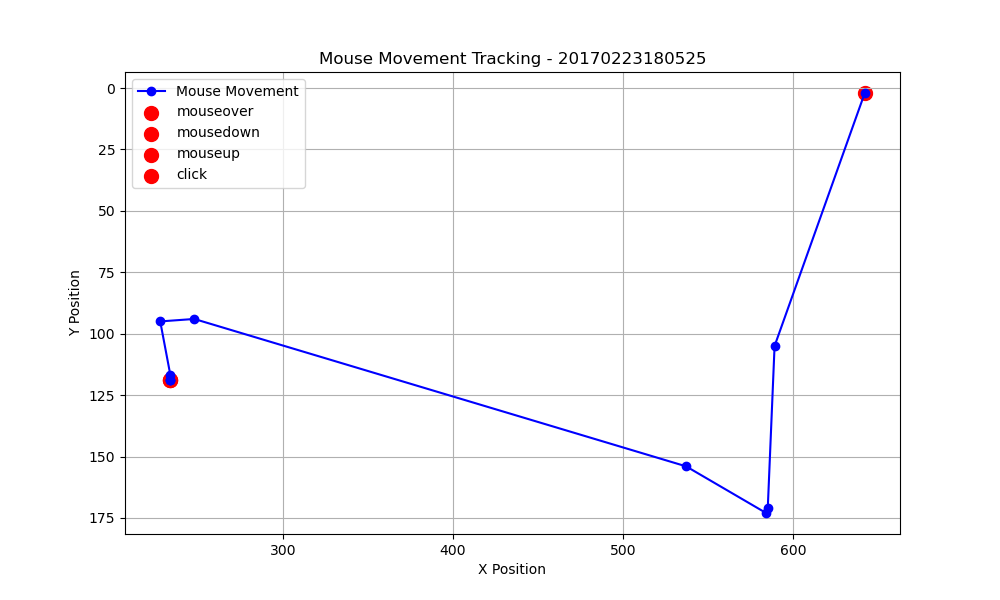 Mouse Movement Tracking - 20170223180525
Mouse Movement
mouseover
mousedown
mouseup
click
0
25
50
75
100
125
150
175
Y Position
300 400 500 600
X Position